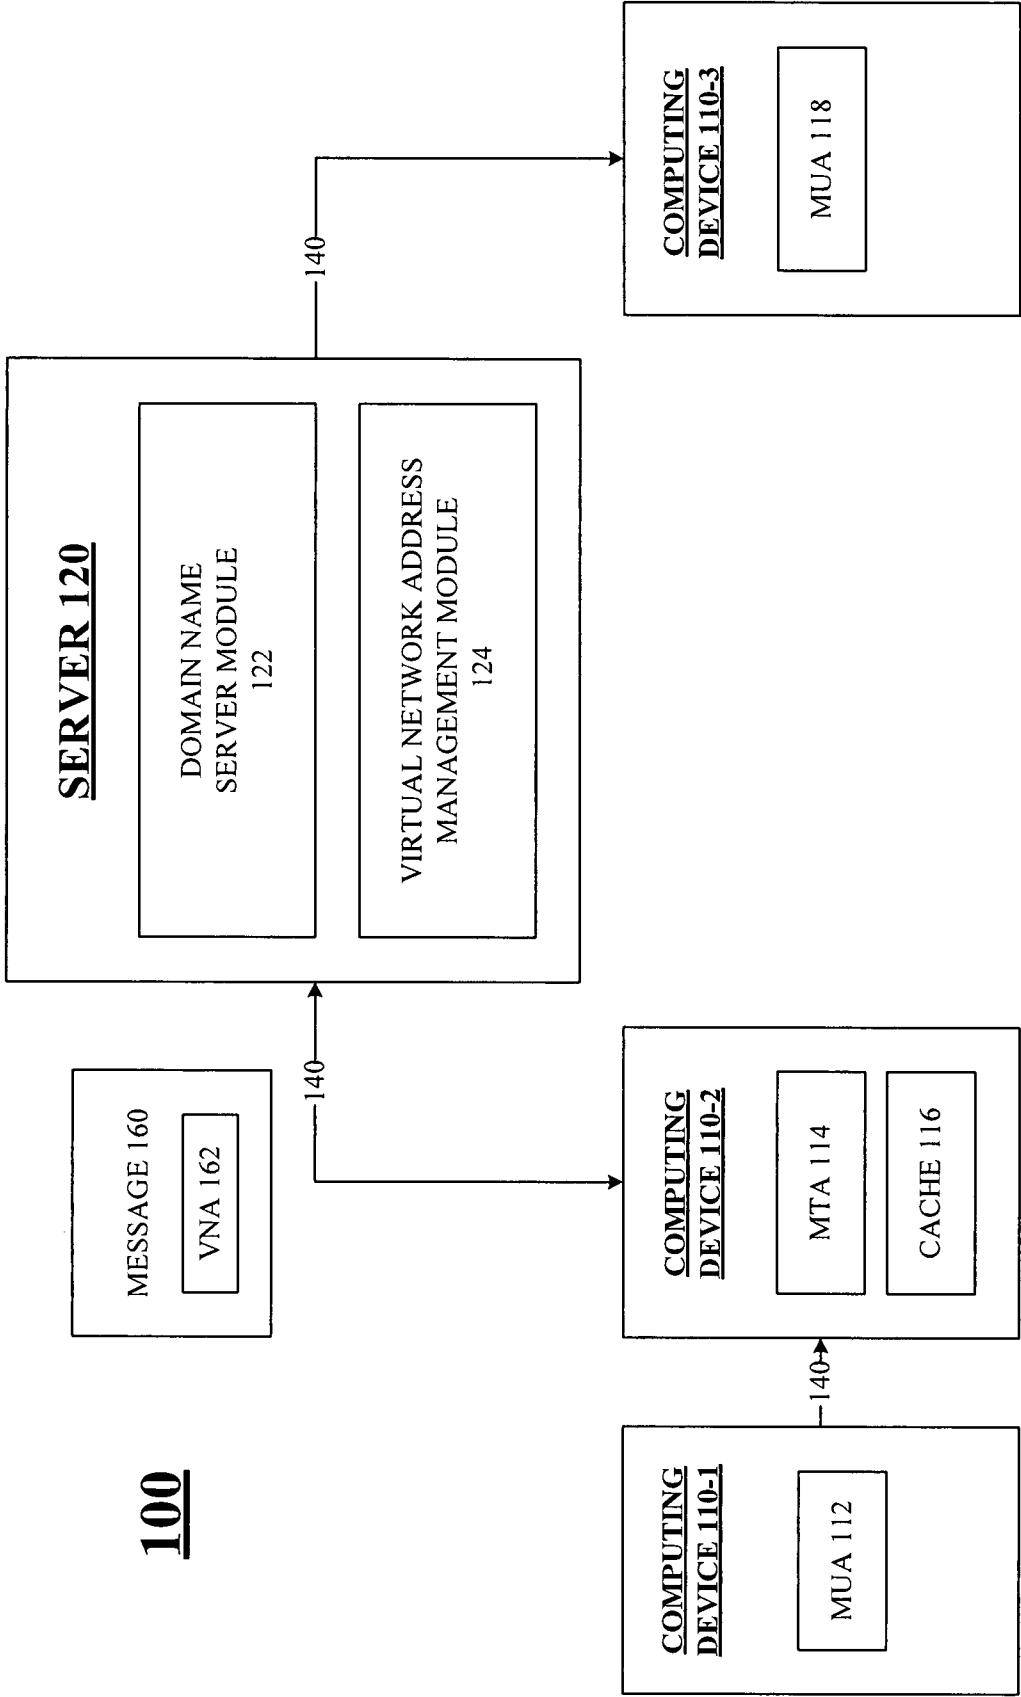 100
MESSAGE 160
VNA 162
SERVER 120
DOMAIN NAME
SERVER MODULE
122
VIRTUAL NETWORK ADDRESS
MANAGEMENT MODULE
124
140
140
COMPUTING
DEVICE 110-1
MUA 112
140
COMPUTING
DEVICE 110-2
MTA 114
CACHE 116
COMPUTING
DEVICE 110-3
MUA 118